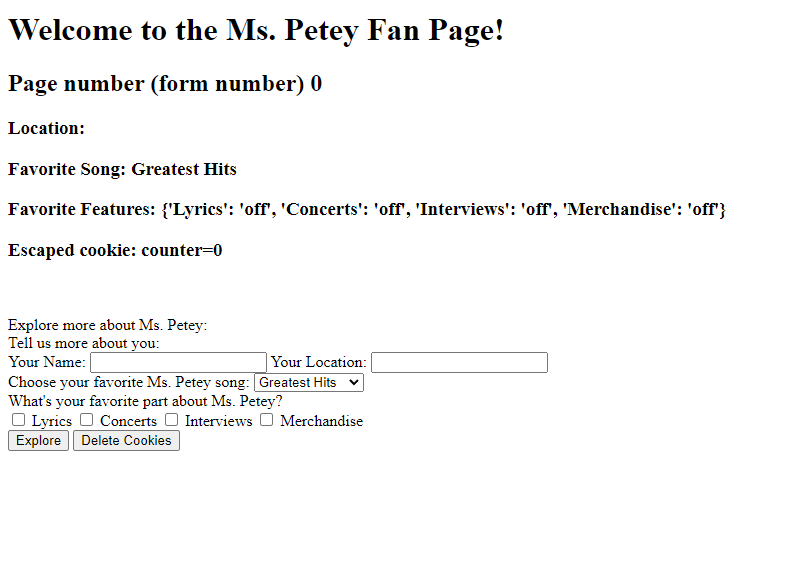 Welcome to the Ms. Petey Fan Page!
Page number (form number) 0
Location:
Favorite Song: Greatest Hits
Favorite Features: {'Lyrics': 'off', 'Concerts': 'off', 'Interviews': 'off', 'Merchandise': 'off'}
Escaped cookie: counter=0
Explore more about Ms. Petey:
Tell us more about you:
Your Name: Your Location:
Choose your favorite Ms. Petey song: Greatest Hits
What's your favorite part about Ms. Petey?
Lyrics Concerts Interviews Merchandise
Explore Delete Cookies